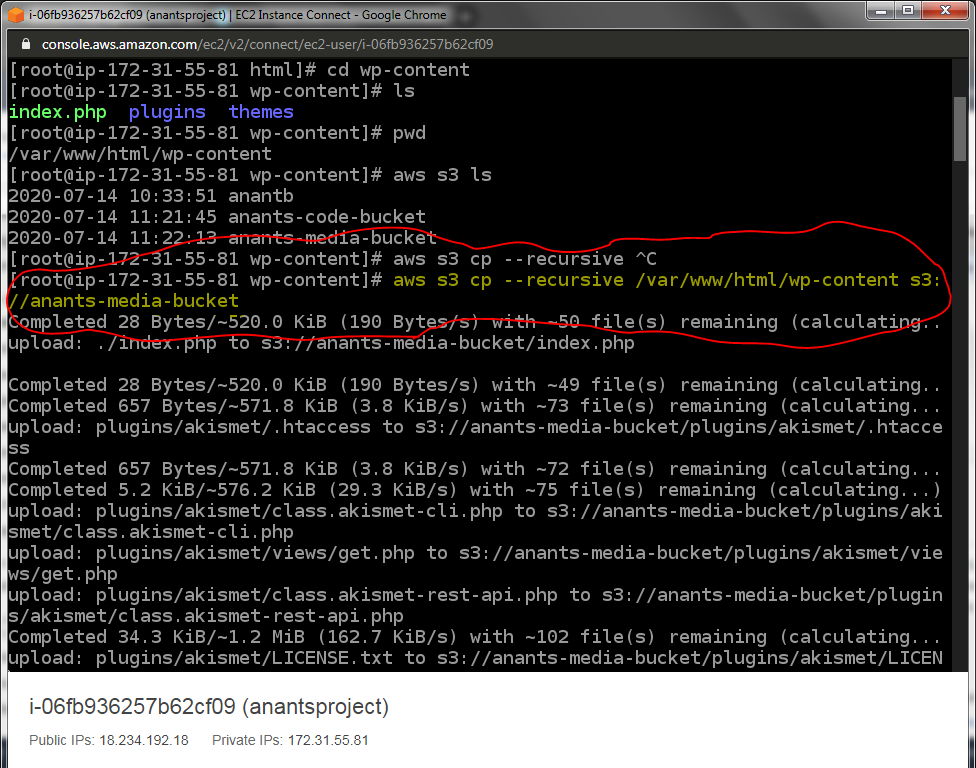 i-06fb936257b62cf09 (anantsproject) | EC2 Instance Connect - Google Chrome
console.aws.amazon.com/ec2/v2/connect/ec2-user/i-06fb936257b62cf09
[root@ip-172-31-55-81 html]# cd wp-content
[root@ip-172-31-55-81 wp-content]# ls
index.php  plugins  themes
[root@ip-172-31-55-81 wp-content]# pwd
/var/www/html/wp-content
[root@ip-172-31-55-81 wp-content]# aws s3 ls
2020-07-14 10:33:51 anantb
2020-07-14 11:21:45 anants-code-bucket
2020-07-14 11:22:13 anants-media-bucket
[root@ip-172-31-55-81 wp-content]# aws s3 cp --recursive ^C
[root@ip-172-31-55-81 wp-content]# aws s3 cp --recursive /var/www/html/wp-content s3:
//anants-media-bucket
Completed 28 Bytes/~520.0 KiB (190 Bytes/s) with ~50 file(s) remaining (calculating..
upload: ./index.php to s3://anants-media-bucket/index.php
Completed 28 Bytes/~520.0 KiB (190 Bytes/s) with ~49 file(s) remaining (calculating..
Completed 657 Bytes/~571.8 KiB (3.8 KiB/s) with ~73 file(s) remaining (calculating...
upload: plugins/akismet/.htaccess to s3://anants-media-bucket/plugins/akismet/.htacce
ss
Completed 657 Bytes/~571.8 KiB (3.8 KiB/s) with ~72 file(s) remaining (calculating...
Completed 5.2 KiB/~576.2 KiB (29.3 KiB/s) with ~75 file(s) remaining (calculating...)
upload: plugins/akismet/class.akismet-cli.php to s3://anants-media-bucket/plugins/aki
smet/class.akismet-cli.php
upload: plugins/akismet/views/get.php to s3://anants-media-bucket/plugins/akismet/vie
ws/get.php
upload: plugins/akismet/class.akismet-rest-api.php to s3://anants-media-bucket/plugin
s/akismet/class.akismet-rest-api.php
Completed 34.3 KiB/~1.2 MiB (162.7 KiB/s) with ~102 file(s) remaining (calculating...
upload: plugins/akismet/LICENSE.txt to s3://anants-media-bucket/plugins/akismet/LICEN
i-06fb936257b62cf09 (anantsproject)
Public IPs: 18.234.192.18 Private IPs: 172.31.55.81